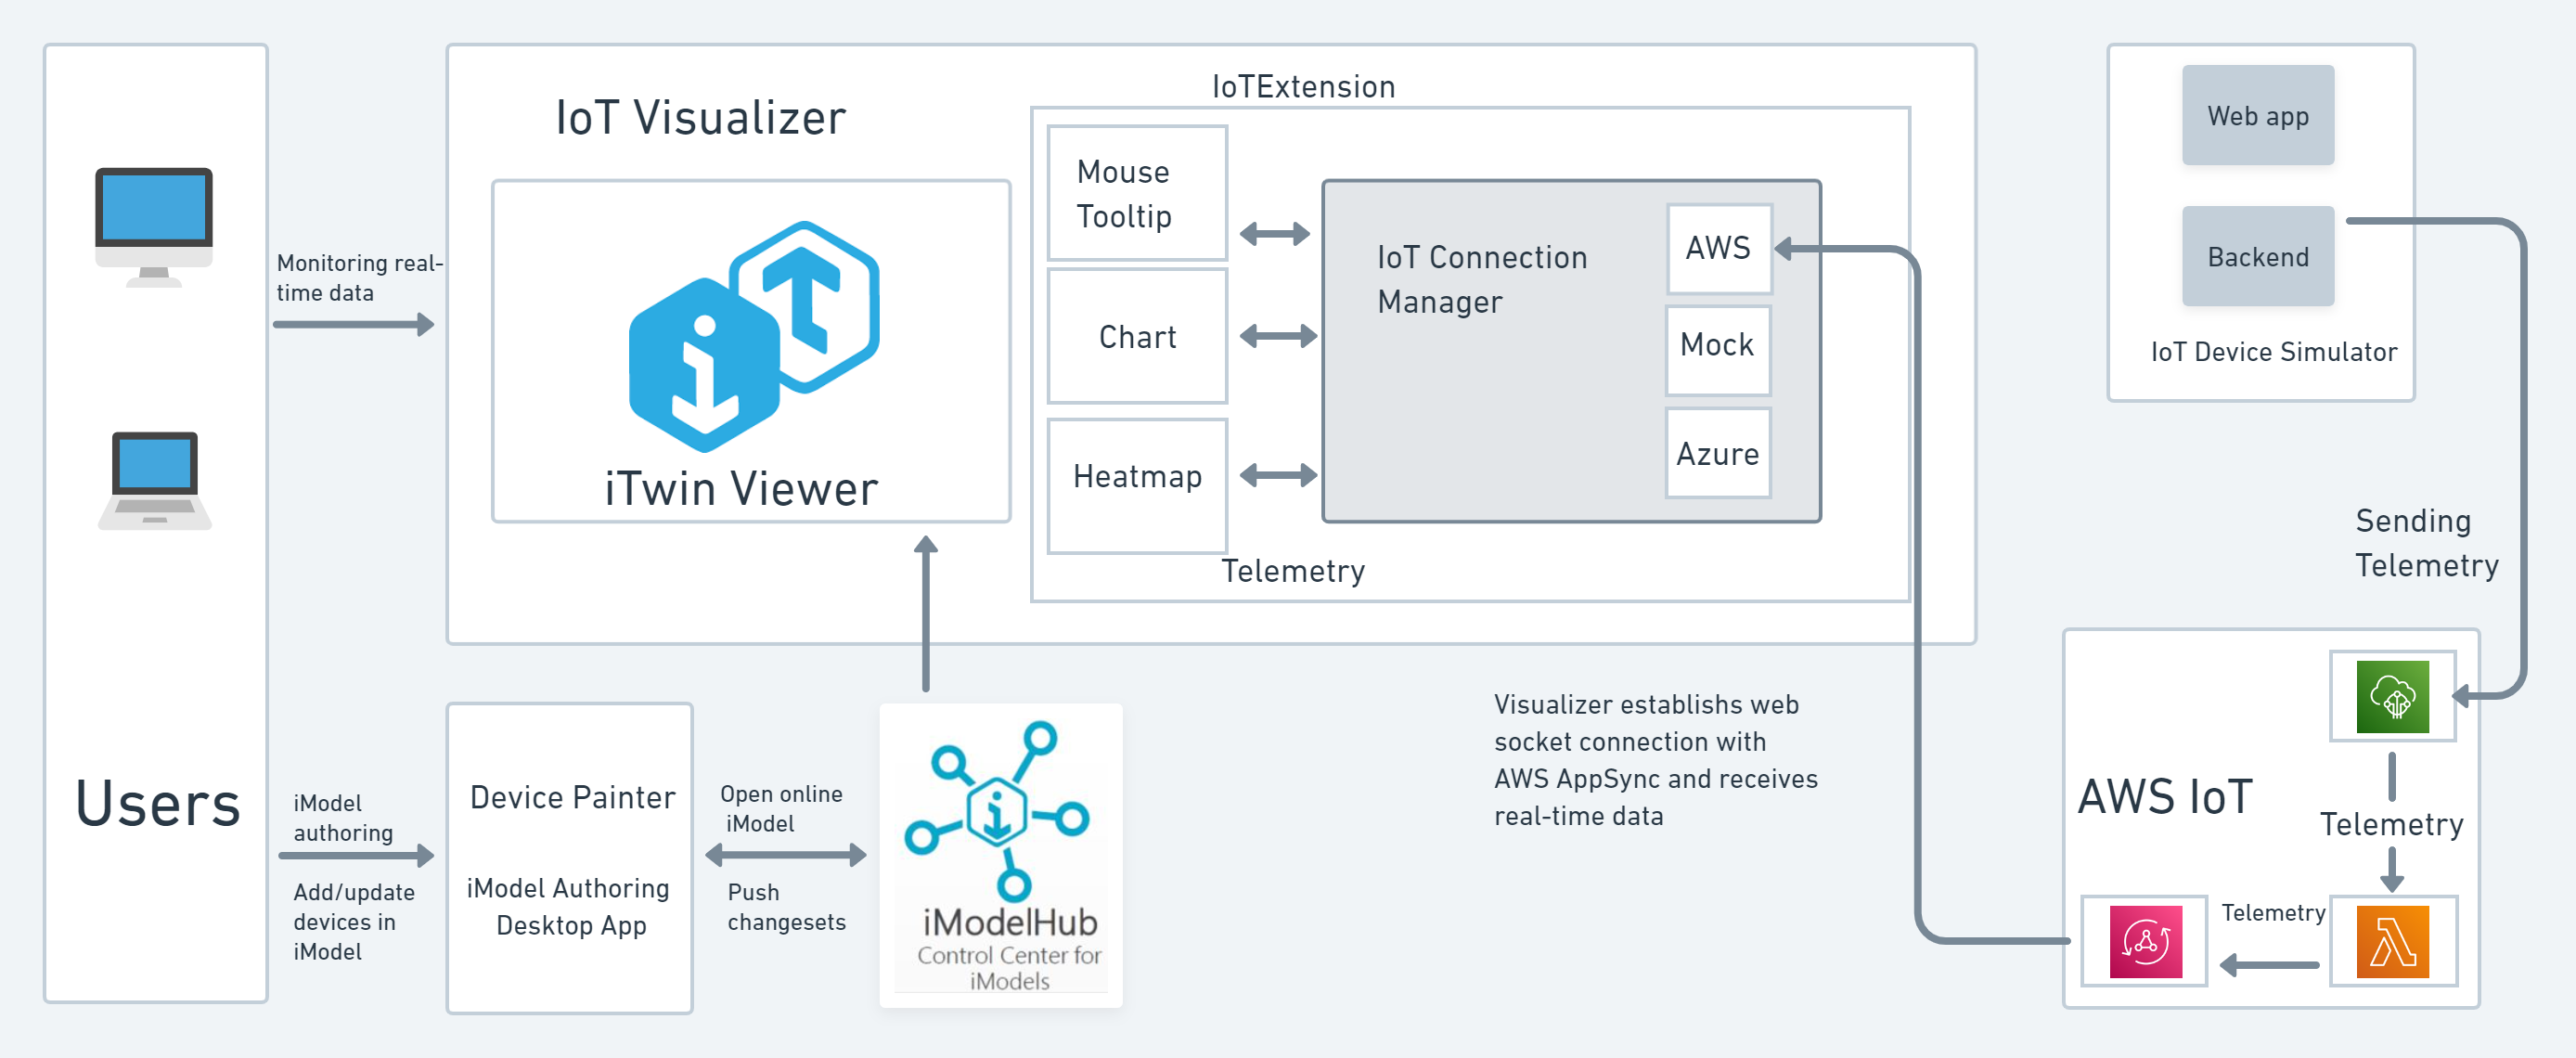 Users
Monitoring real-
time data
iModel
authoring
Add/update
devices in
iModel
IoT Visualizer
iTwin Viewer
IoTExtension
Mouse
Tooltip
Chart
Heatmap
Telemetry
IoT Connection
Manager
AWS
Mock
Azure
Device Painter
iModel Authoring
Desktop App
Open online
iModel
Push
changesets
iModelHub
Control Center for
iModels
Visualizer establishs web
socket connection with
AWS AppSync and receives
real-time data
Web app
Backend
IoT Device Simulator
Sending
Telemetry
AWS IoT
Telemetry
Telemetry